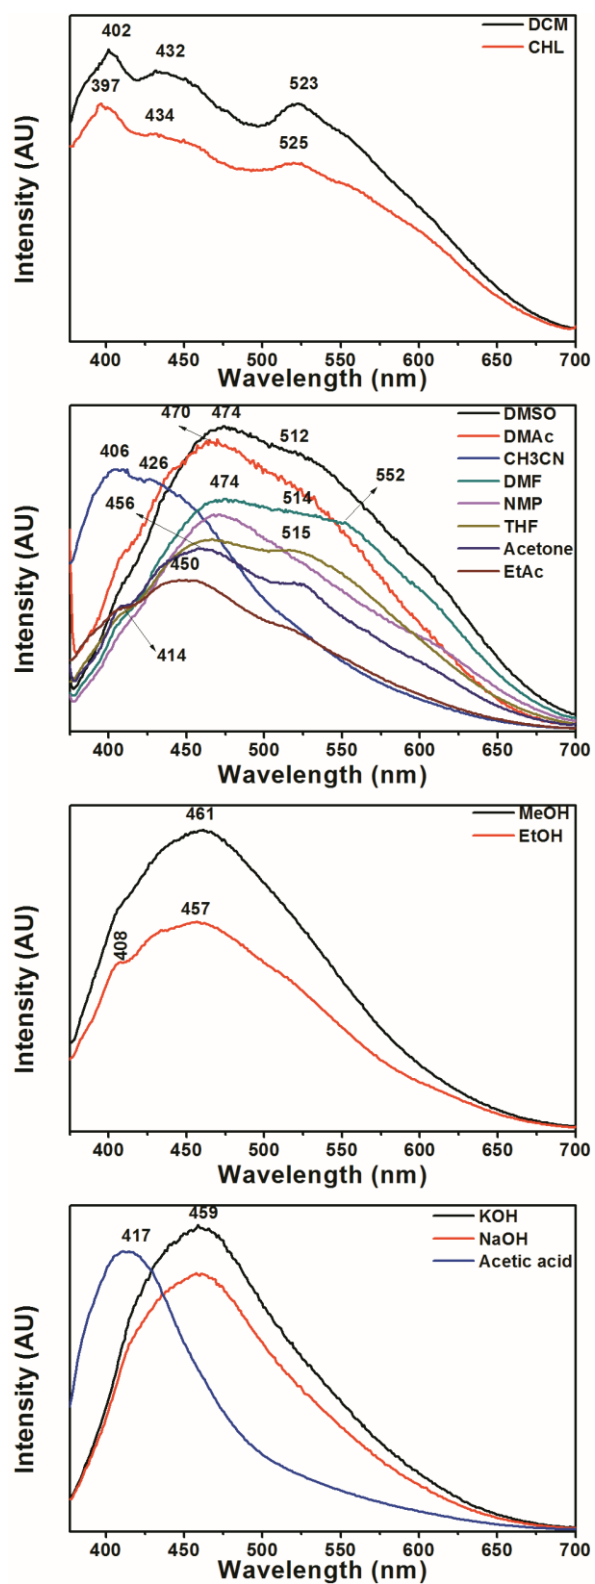 402
432
397
434
523
525
DCM
CHL
Intensity (AU)
400 450 500 550 600 650 700
Wavelength (nm)
470 474
406
426
512
474
514
552
456
450
515
414
DMSO
DMAc
CH3CN
DMF
NMP
THF
Acetone
EtAc
Intensity (AU)
400 450 500 550 600 650 700
Wavelength (nm)
461
457
408
MeOH
EtOH
Intensity (AU)
400 450 500 550 600 650 700
Wavelength (nm)
417
459
KOH
NaOH
Acetic acid
Intensity (AU)
400 450 500 550 600 650 700
Wavelength (nm)